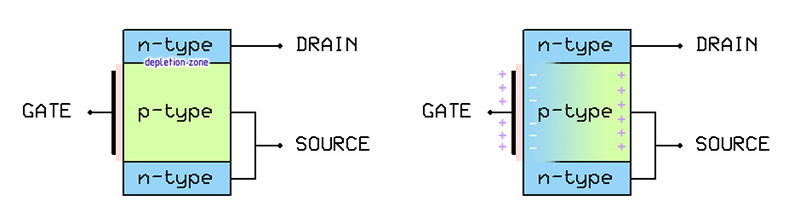 n-type
DRAIN
depletion-zone
GATE
p-type
SOURCE
n-type
n-type
DRAIN
+ − +
+ − +
GATE
p-type
+ +
+ − +
+ − +
SOURCE
n-type